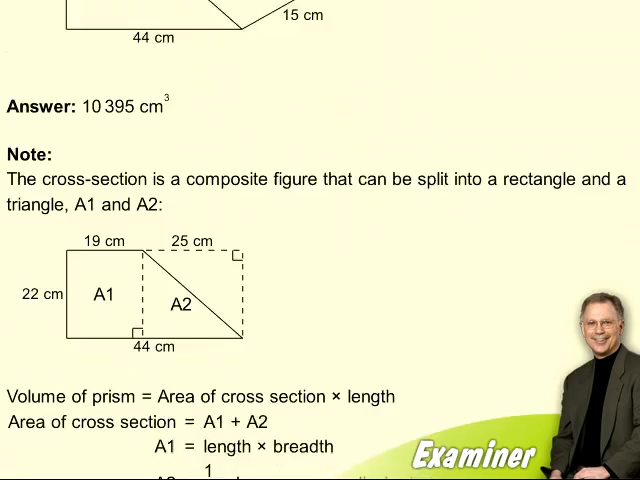 15 cm
44 cm
Answer: 10 395 cm³
Note:
The cross-section is a composite figure that can be split into a rectangle and a
triangle, A1 and A2:
19 cm 25 cm
22 cm A1 A2
44 cm
Volume of prism = Area of cross section × length
Area of cross section = A1 + A2
A1 = length × breadth
1
Examiner